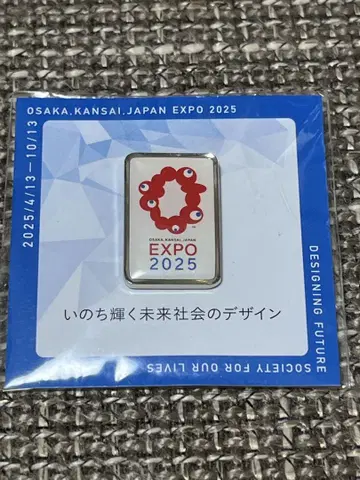 OSAKA, KANSAI, JAPAN EXPO 2025
2025/4/13—10/13
OSAKA, KANSAI, JAPAN
EXPO
2025
いのち輝く未来社会のデザイン
DESIGNING FUTURE
SOCIETY FOR OUR LIVES